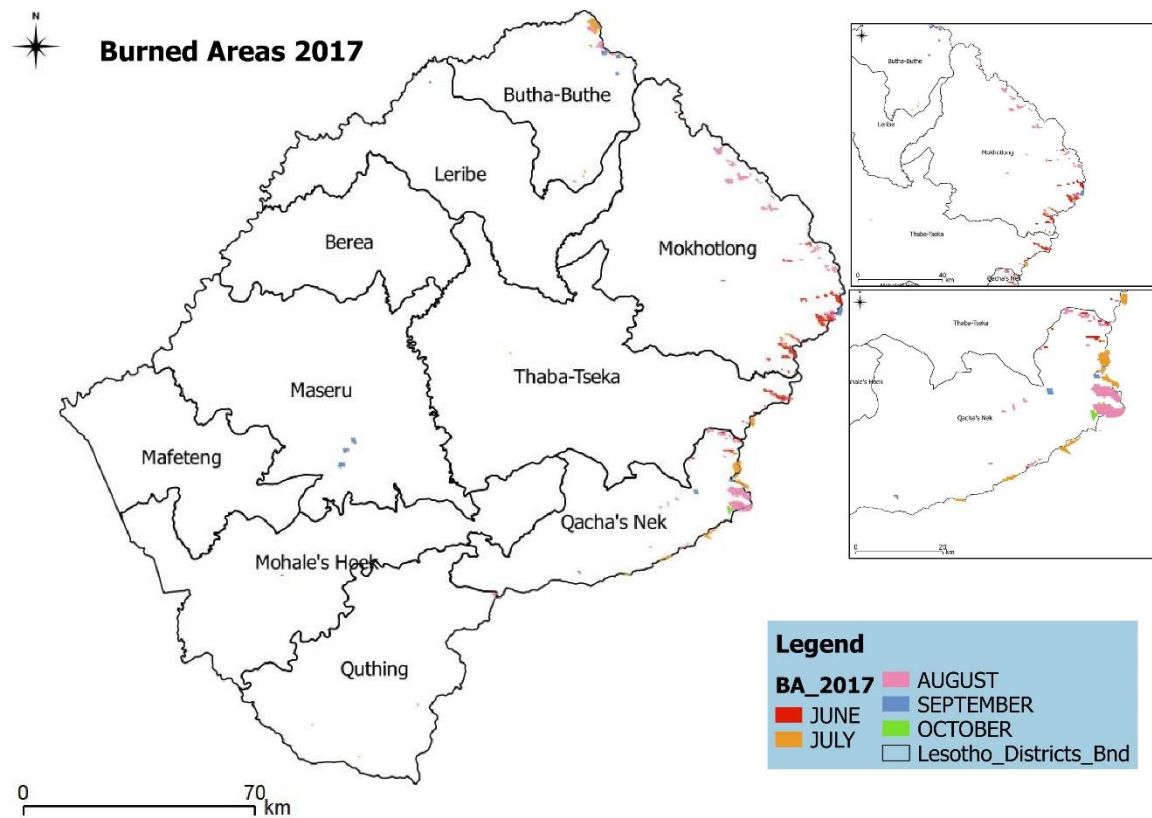 N
Burned Areas 2017
Butha-Buthe
Leribe
Berea
Mokhotlong
Maseru
Thaba-Tseka
Mafeteng
Qacha's Nek
Mohale's Hoek
Quthing
0 70
km
Butha-Buthe
Leribe
Mokhotlong
Thaba-Tseka
Qacha's Nek
0 40
km
Thaba-Tseka
hale's Hoek
Qacha's Nek
0 20
km
Legend
BA_2017
JUNE
JULY
AUGUST
SEPTEMBER
OCTOBER
Lesotho_Districts_Bnd